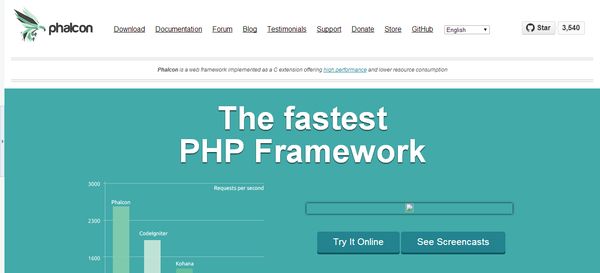 phalcon
Download Documentation Forum Blog Testimonials Support Donate Store GitHub English Star 3,540
Phalcon is a web framework implemented as a C extension offering high performance and lower resource consumption
The fastest
PHP Framework
3000
Requests per second
Phalcon
2300
CodeIgniter
Try It Online See Screencasts
1600
Kohana